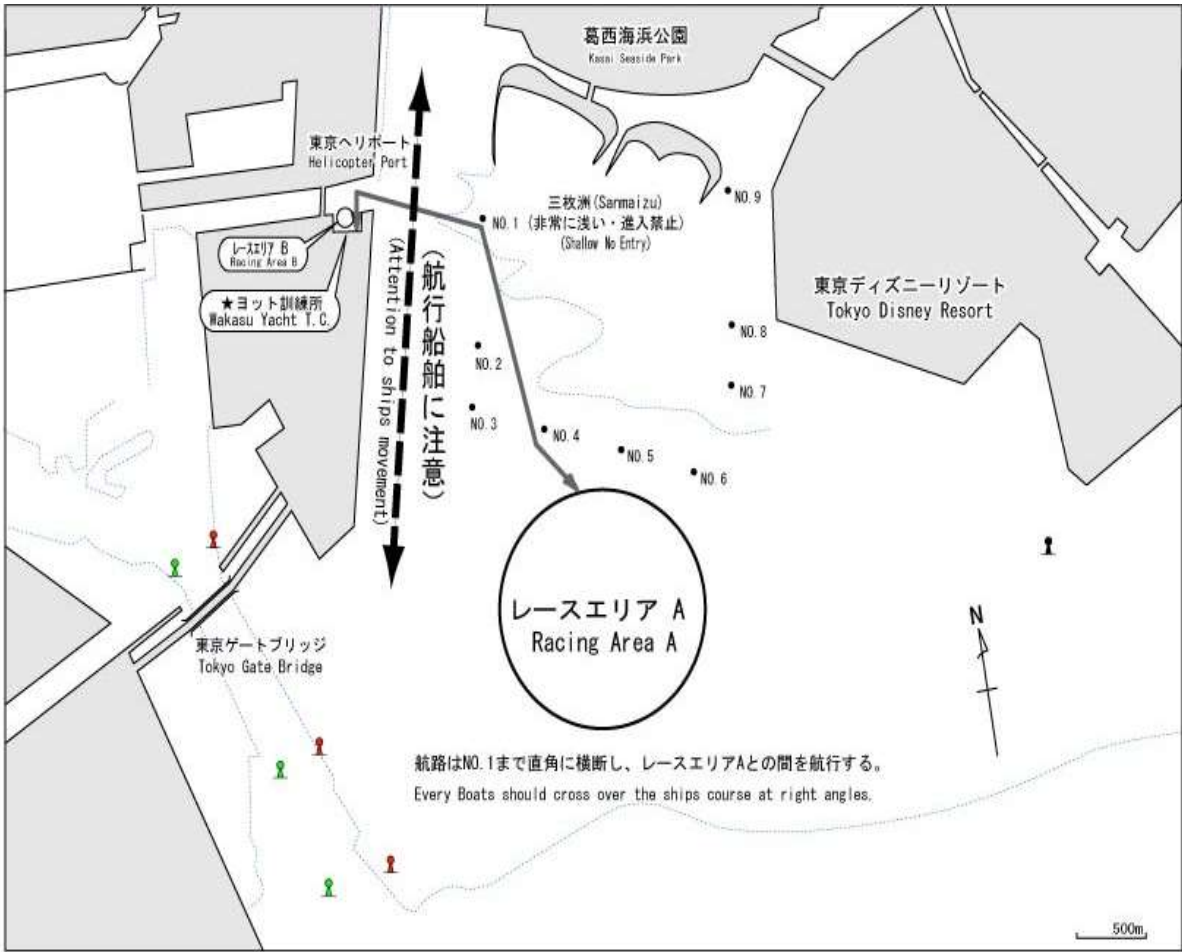 葛西海浜公園
Kasai Seaside Park
東京ヘリポート
Helicopter Port
三枚洲(Sanmaizu)
(非常に浅い・進入禁止)
(Shallow No Entry)
NO.1
NO.9
レースエリア B
Racing Area B
★ヨット訓練所
Wakasu Yacht T.C.
(航行船舶に注意)
(Attention to ships movement)
東京ディズニーリゾート
Tokyo Disney Resort
NO.2
NO.8
NO.3
NO.7
NO.4
NO.5
NO.6
レースエリア A
Racing Area A
N
東京ゲートブリッジ
Tokyo Gate Bridge
航路はNO.1まで直角に横断し、レースエリアAとの間を航行する。
Every Boats should cross over the ships course at right angles.
500m